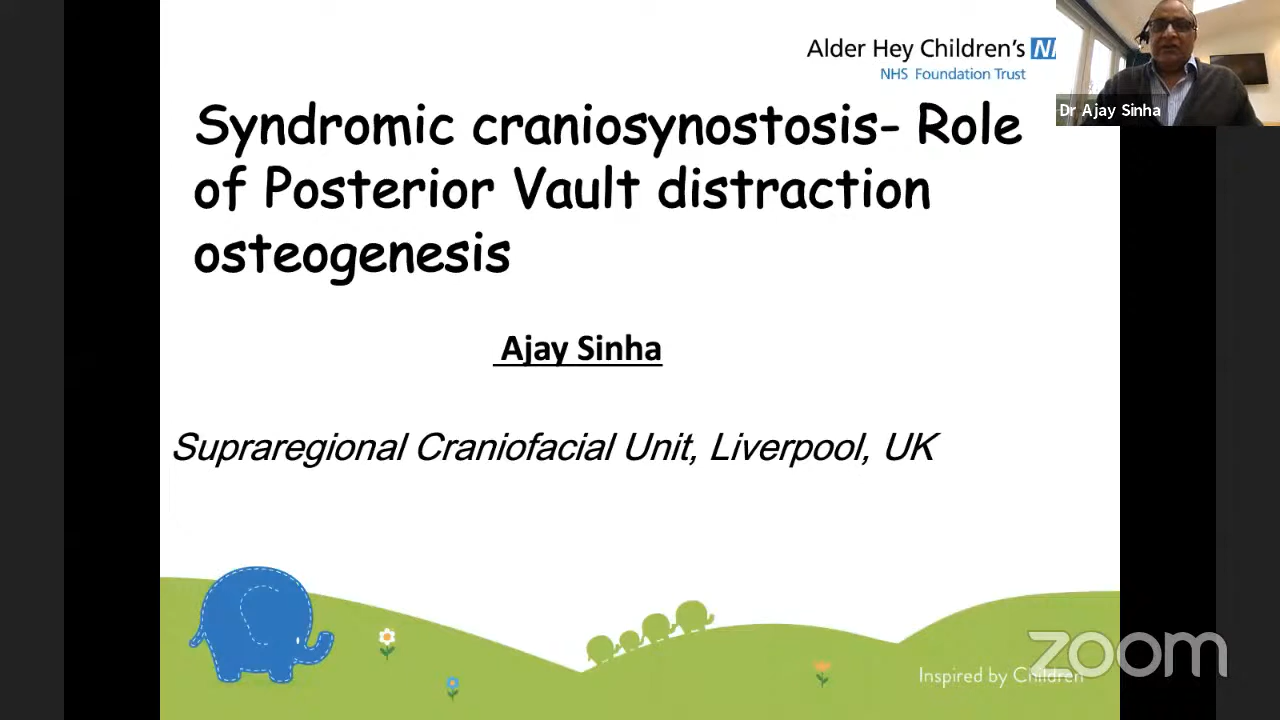 Alder Hey Children's
NHS Foundation Trust
Dr Ajay Sinha
Syndromic craniosynostosis- Role
of Posterior Vault distraction
osteogenesis
Ajay Sinha
Supraregional Craniofacial Unit, Liverpool, UK
Inspired by Children
zoom